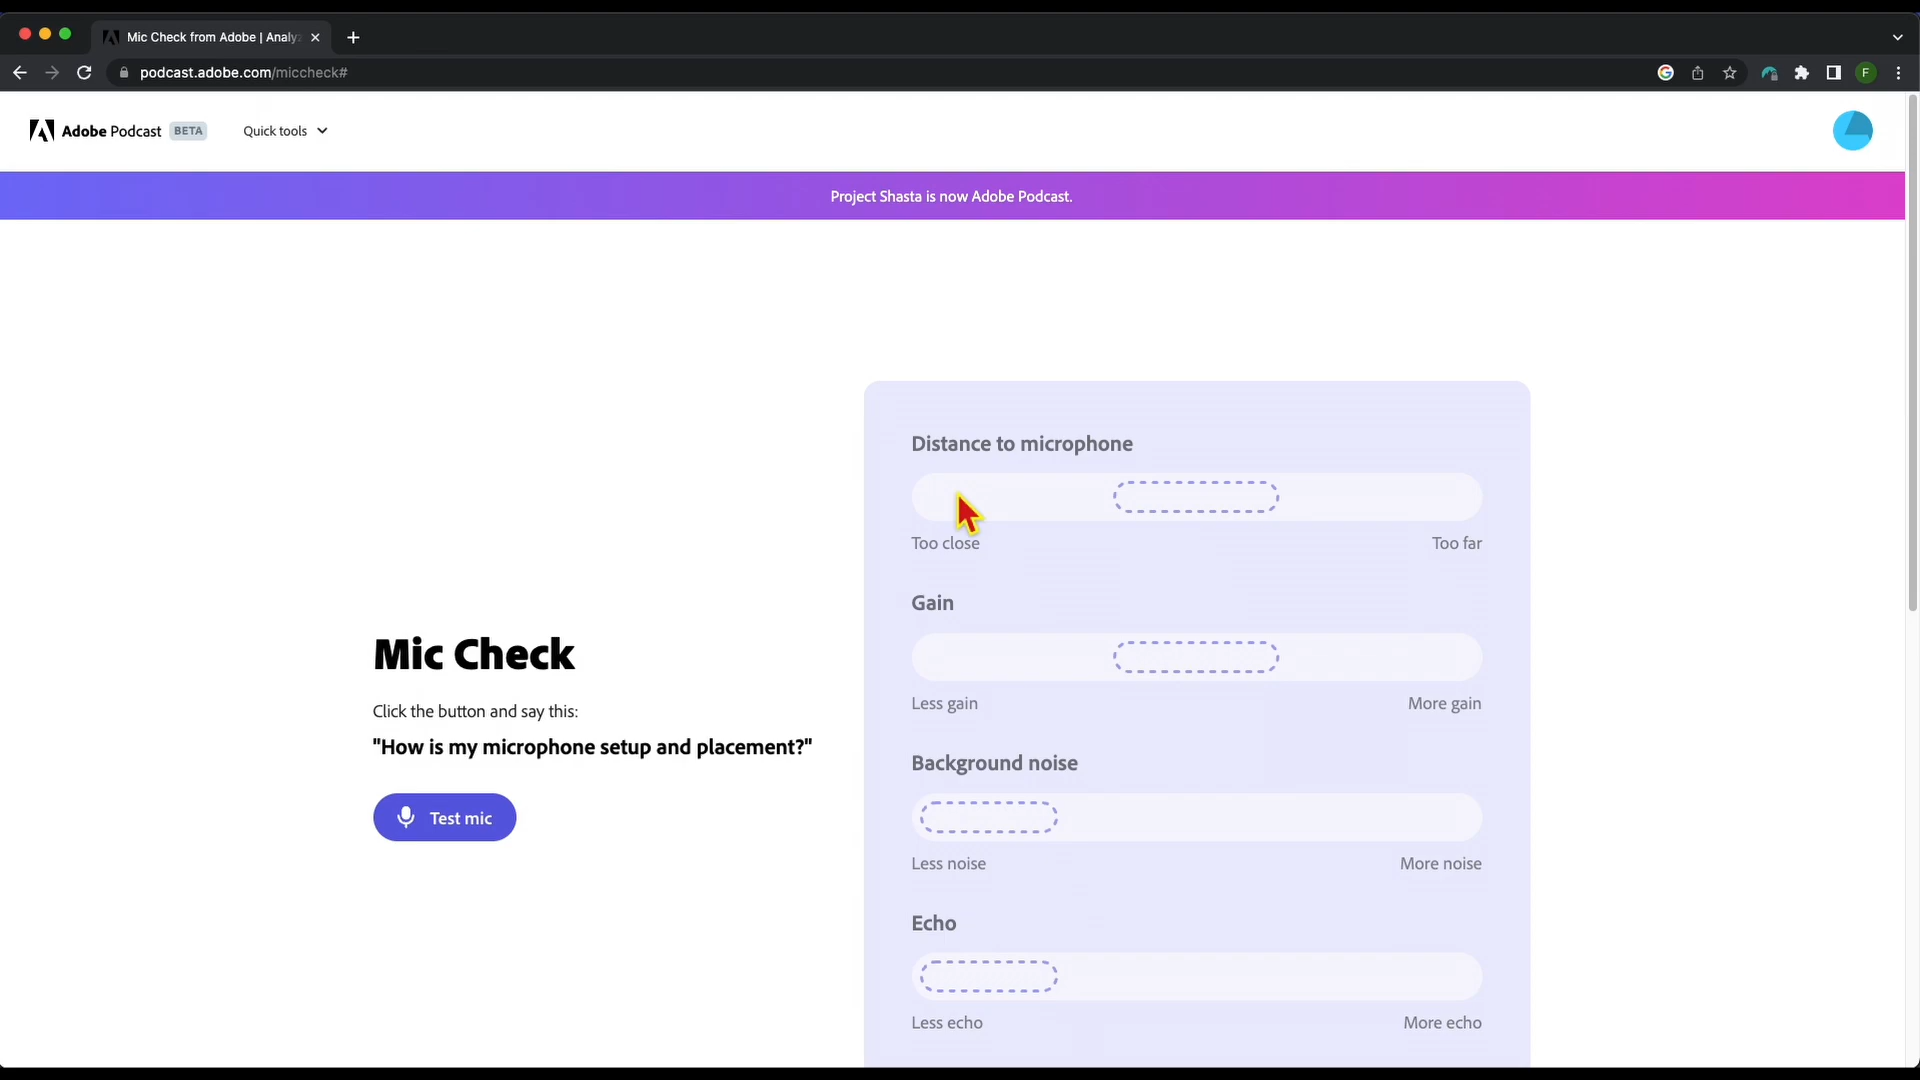 Mic Check from Adobe | Analyz
podcast.adobe.com/miccheck#
F
Adobe Podcast BETA
Quick tools
Project Shasta is now Adobe Podcast.
Mic Check
Click the button and say this:
"How is my microphone setup and placement?"
Test mic
Distance to microphone
Too close Too far
Gain
Less gain More gain
Background noise
Less noise More noise
Echo
Less echo More echo